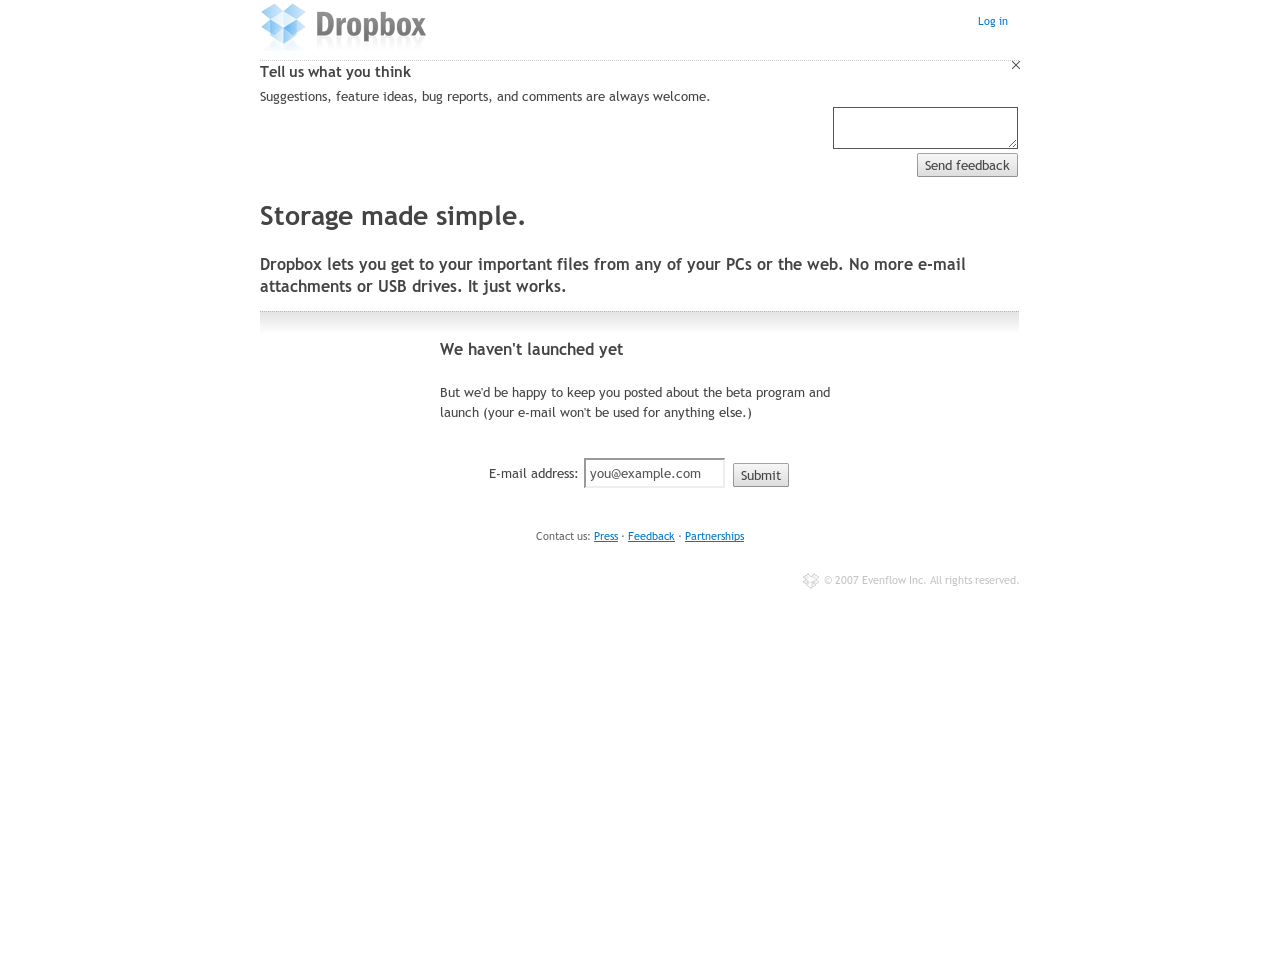 Dropbox
Log in
Tell us what you think
Suggestions, feature ideas, bug reports, and comments are always welcome.
Send feedback
Storage made simple.
Dropbox lets you get to your important files from any of your PCs or the web. No more e-mail
attachments or USB drives. It just works.
We haven't launched yet
But we'd be happy to keep you posted about the beta program and
launch (your e-mail won't be used for anything else.)
E-mail address: you@example.com Submit
Contact us: Press · Feedback · Partnerships
© 2007 Evenflow Inc. All rights reserved.